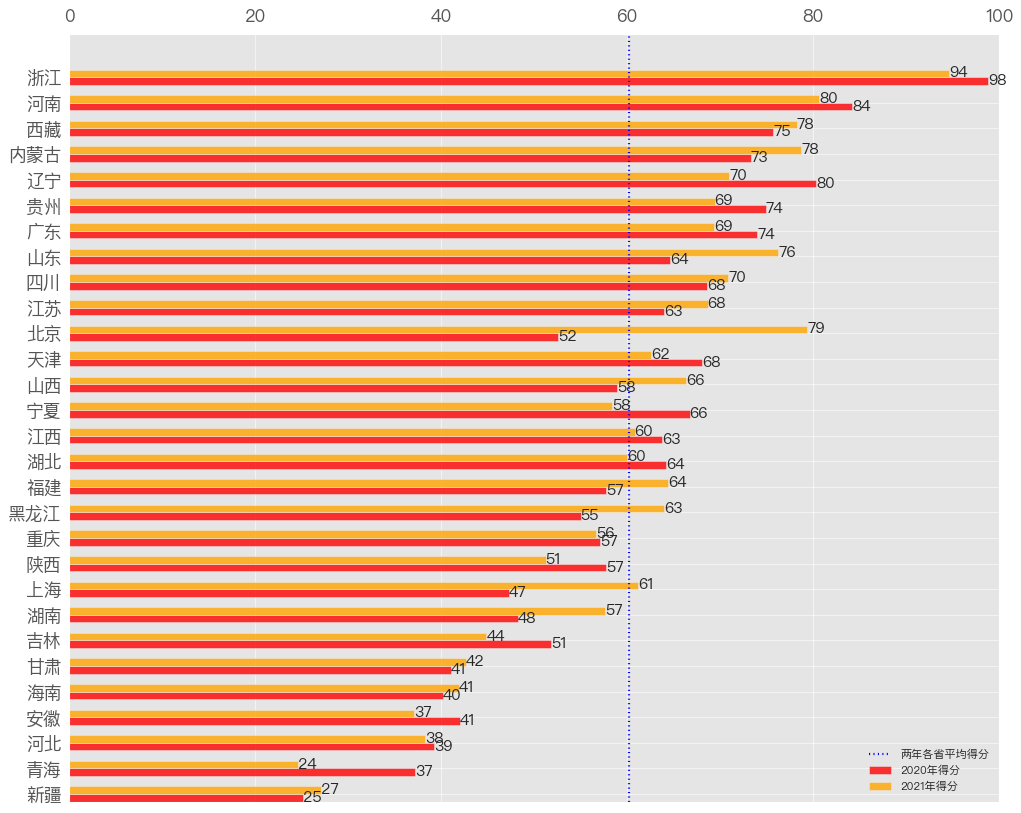 0 20 40 60 80 100
浙江 94
98
河南 80
84
西藏 78
75
内蒙古 78
73
辽宁 70
80
贵州 69
74
广东 69
74
山东 76
64
四川 70
68
江苏 68
63
北京 79
52
天津 62
68
山西 66
58
宁夏 58
66
江西 60
63
湖北 60
64
福建 64
57
黑龙江 63
55
重庆 56
57
陕西 51
57
上海 61
47
湖南 57
48
吉林 44
51
甘肃 42
41
海南 41
40
安徽 37
41
河北 38
39
青海 24
37
新疆 27
25
两年各省平均得分
2020年得分
2021年得分